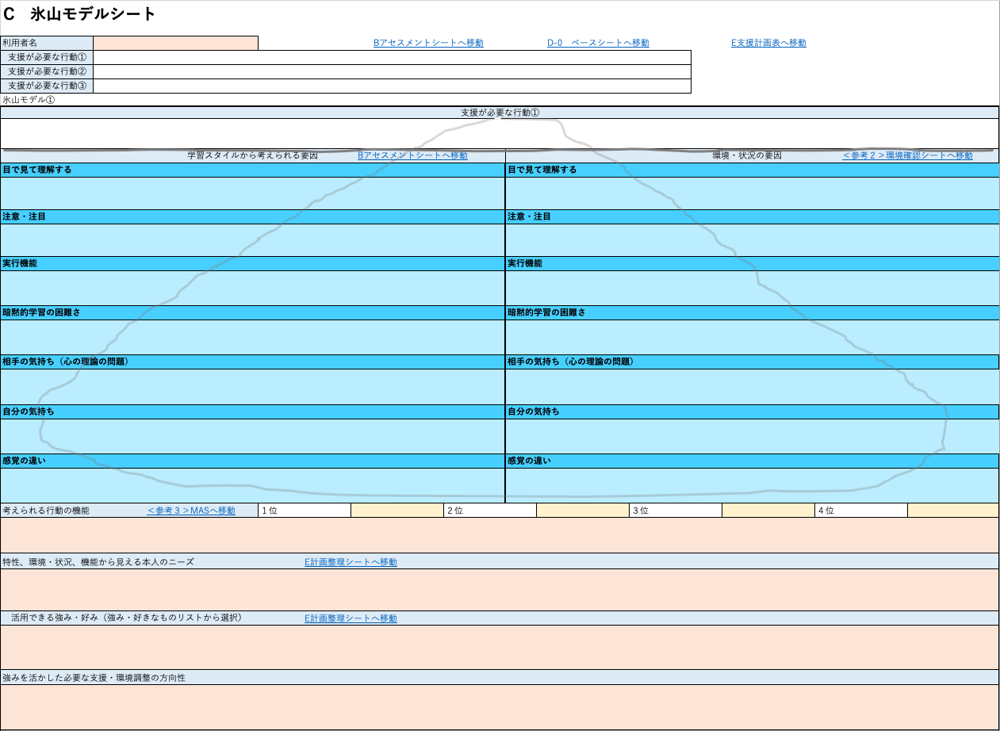 C 氷山モデルシート
利用者名 Bアセスメントシートへ移動 D-0 ベースシートへ移動 E支援計画表へ移動
支援が必要な行動①
支援が必要な行動②
支援が必要な行動③
氷山モデル①
支援が必要な行動①
学習スタイルから考えられる要因 Bアセスメントシートへ移動 環境・状況の要因 <参考2>環境確認シートへ移動
目で見て理解する 目で見て理解する
注意・注目 注意・注目
実行機能 実行機能
暗黙的学習の困難さ 暗黙的学習の困難さ
相手の気持ち(心の理論の問題) 相手の気持ち(心の理論の問題)
自分の気持ち 自分の気持ち
感覚の違い 感覚の違い
考えられる行動の機能 <参考3>MASへ移動 1位 2位 3位 4位
特性、環境・状況、機能から見える本人のニーズ E計画整理シートへ移動
活用できる強み・好み(強み・好きなものリストから選択) E計画整理シートへ移動
強みを活かした必要な支援・環境調整の方向性